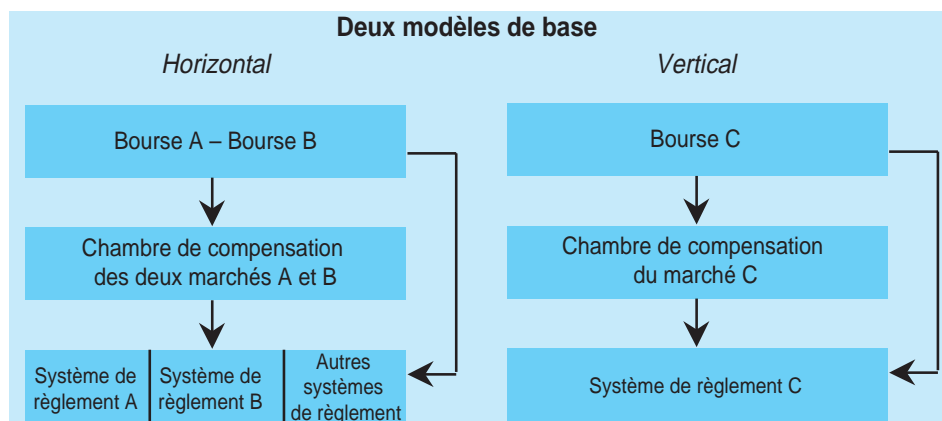 Deux modèles de base
Horizontal
Vertical
Bourse A – Bourse B
Bourse C
Chambre de compensation
des deux marchés A et B
Chambre de compensation
du marché C
Système de
règlement A
Système de
règlement B
Autres
systèmes
de règlement
Système de règlement C